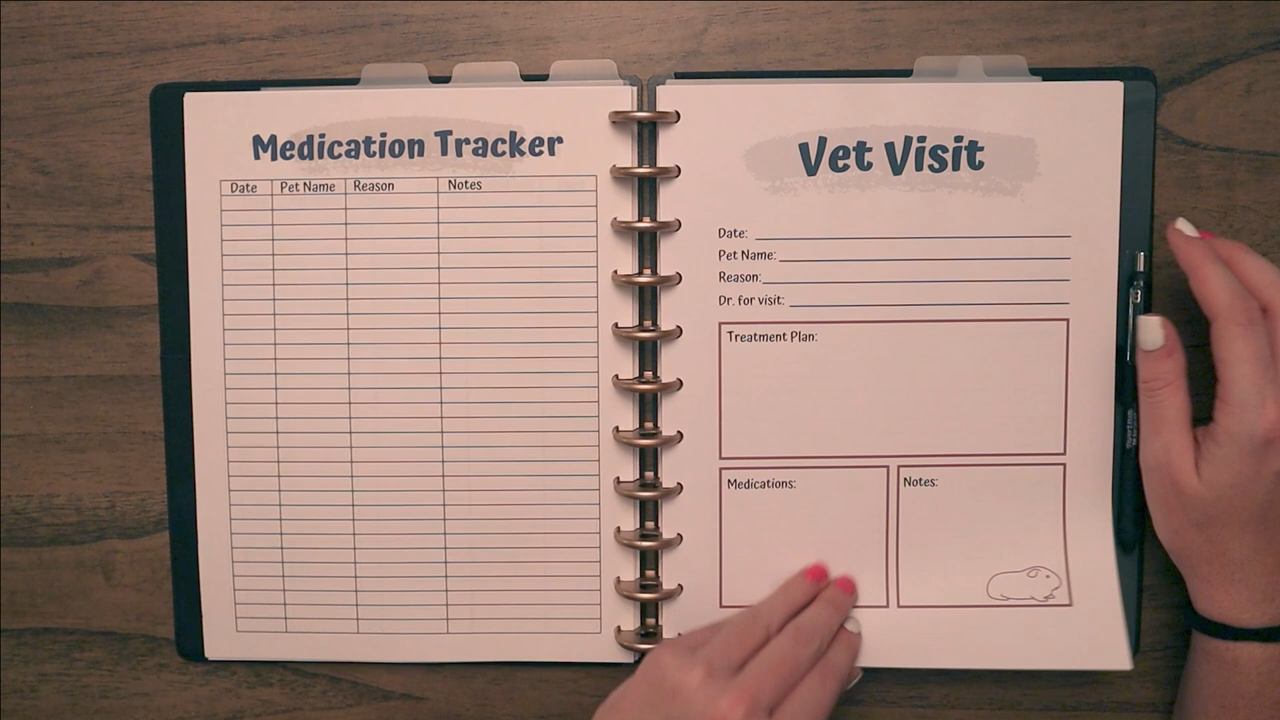 Medication Tracker
Date Pet Name Reason Notes
Vet Visit
Date:
Pet Name:
Reason:
Dr. for visit:
Treatment Plan:
Medications:
Notes: